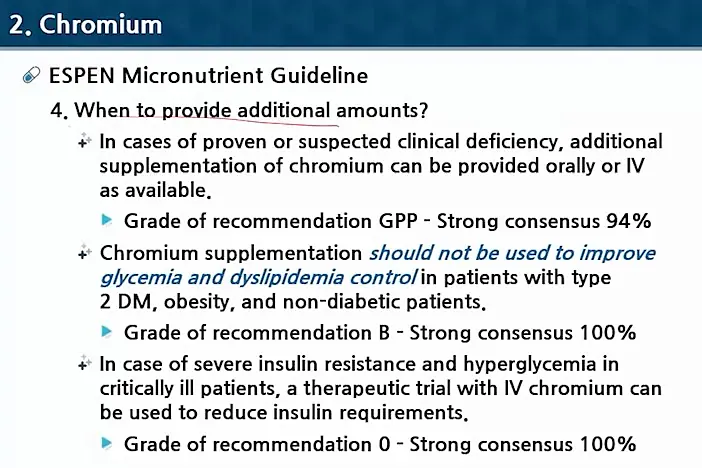 2. Chromium
ESPEN Micronutrient Guideline
4. When to provide additional amounts?
In cases of proven or suspected clinical deficiency, additional
supplementation of chromium can be provided orally or IV
as available.
Grade of recommendation GPP - Strong consensus 94%
Chromium supplementation should not be used to improve
glycemia and dyslipidemia control in patients with type
2 DM, obesity, and non-diabetic patients.
Grade of recommendation B - Strong consensus 100%
In case of severe insulin resistance and hyperglycemia in
critically ill patients, a therapeutic trial with IV chromium can
be used to reduce insulin requirements.
Grade of recommendation 0 - Strong consensus 100%